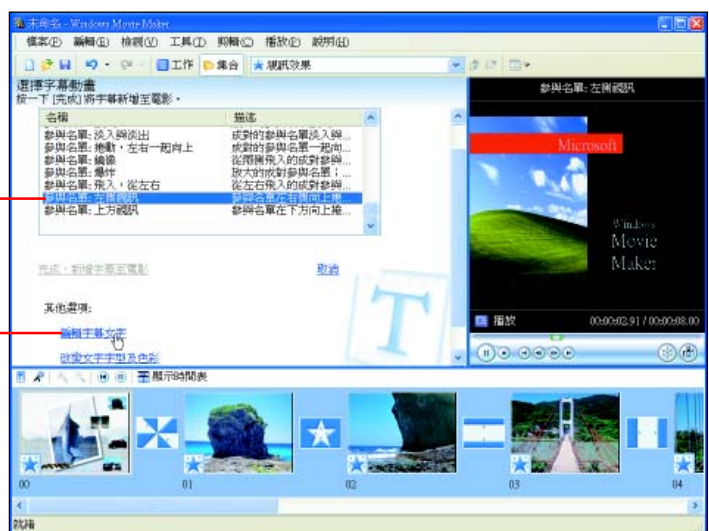 未命名 - Windows Movie Maker
檔案(F) 編輯(E) 檢視(V) 工具(T) 剪輯(C) 播放(P) 說明(H)
工作 集合 視訊效果
選擇字幕動畫
按一下 [完成] 將字幕新增至電影。
名稱 描述
參與名單: 淡入與淡出 成對的參與名單淡入與...
參與名單: 捲動,左右一起向上 成對的參與名單一起向...
參與名單: 鏡像 從兩側飛入的成對參與...
參與名單: 爆炸 放大的成對參與名單;...
參與名單: 飛入,從左右 從左右飛入的成對參與...
參與名單: 左側視訊 參與名單在右側向上捲...
參與名單: 上方視訊 參與名單在下方向上捲...
完成,新增字幕至電影 取消
其他選項:
編輯字幕文字
改變文字字型及色彩
T
參與名單: 左側視訊
Microsoft
Windows
Movie
Maker
播放 00:00:02.91 / 00:00:08.00
顯示時間表
00 01 02 03 04
就緒